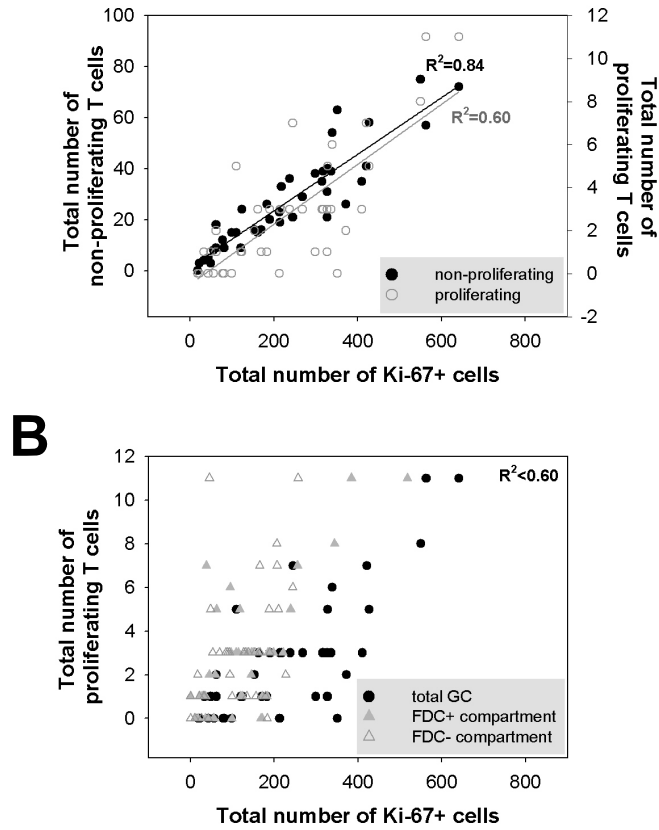 100
80
60
40
20
0
12
10
8
6
4
2
0
-2
Total number of
non-proliferating T cells
Total number of
proliferating T cells
R²=0.84
R²=0.60
non-proliferating
proliferating
0 200 400 600 800
Total number of Ki-67+ cells
B
12
10
8
6
4
2
0
Total number of
proliferating T cells
R²<0.60
total GC
FDC+ compartment
FDC- compartment
0 200 400 600 800
Total number of Ki-67+ cells